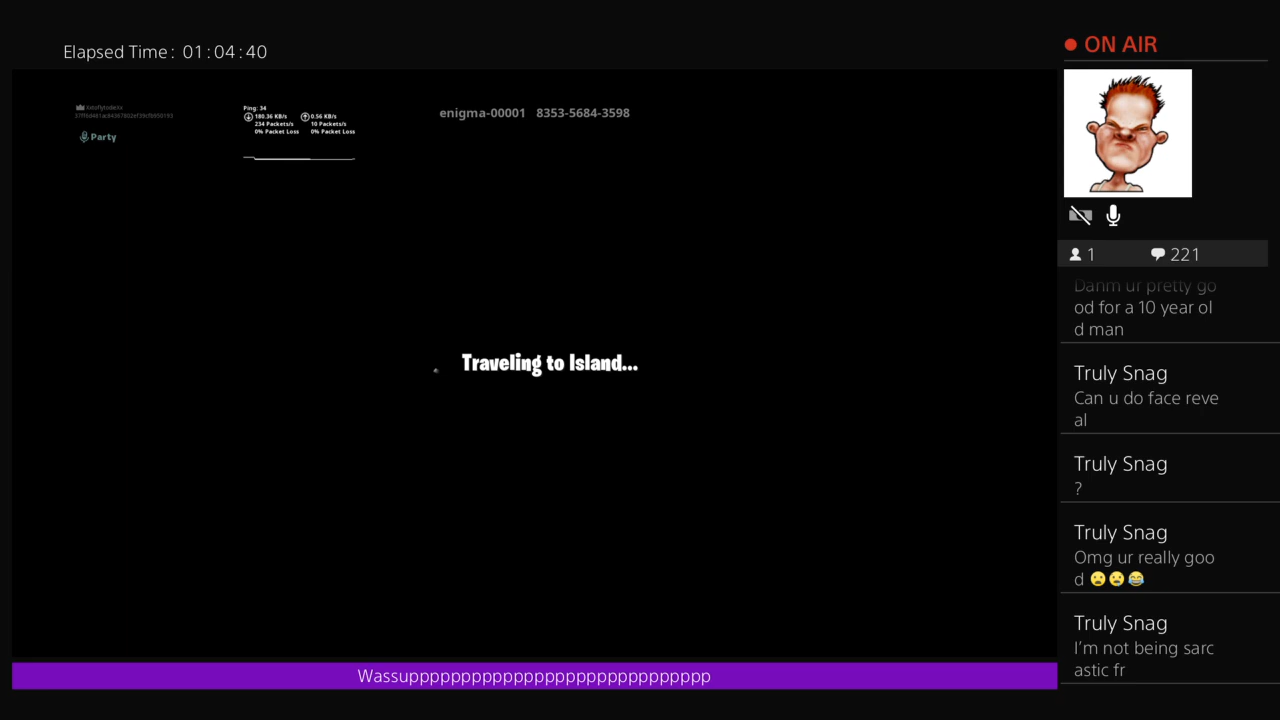 Elapsed Time: 01:04:40
ON AIR
XxtoflytodieXx
Party
Ping: 34
180.36 KB/s 0.56 KB/s
234 Packets/s 10 Packets/s
0% Packet Loss 0% Packet Loss
enigma-00001 8353-5684-3598
Traveling to Island...
Wassuppppppppppppppppppppppppppppp
1 221
Danm ur pretty go
od for a 10 year ol
d man
Truly Snag
Can u do face reve
al
Truly Snag
?
Truly Snag
Omg ur really goo
d 😦😦😂
Truly Snag
I'm not being sarc
astic fr